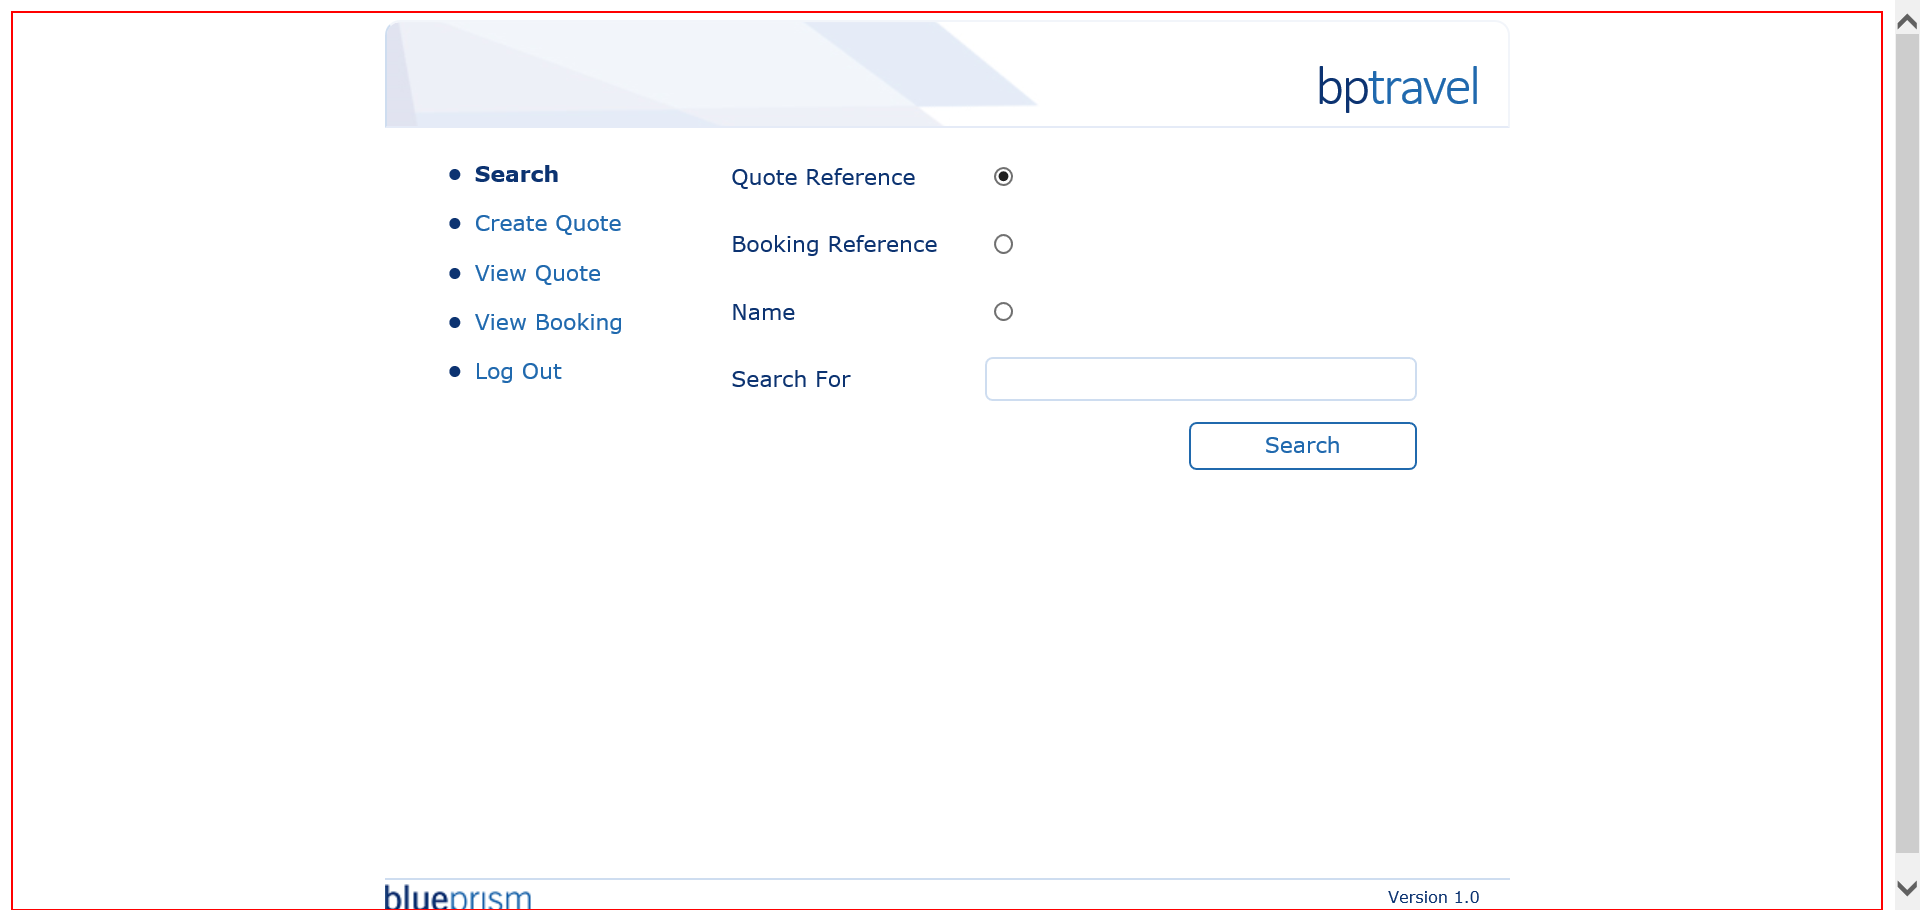 bptravel
Search
Create Quote
View Quote
View Booking
Log Out
Quote Reference
Booking Reference
Name
Search For
Search
blueprism
Version 1.0